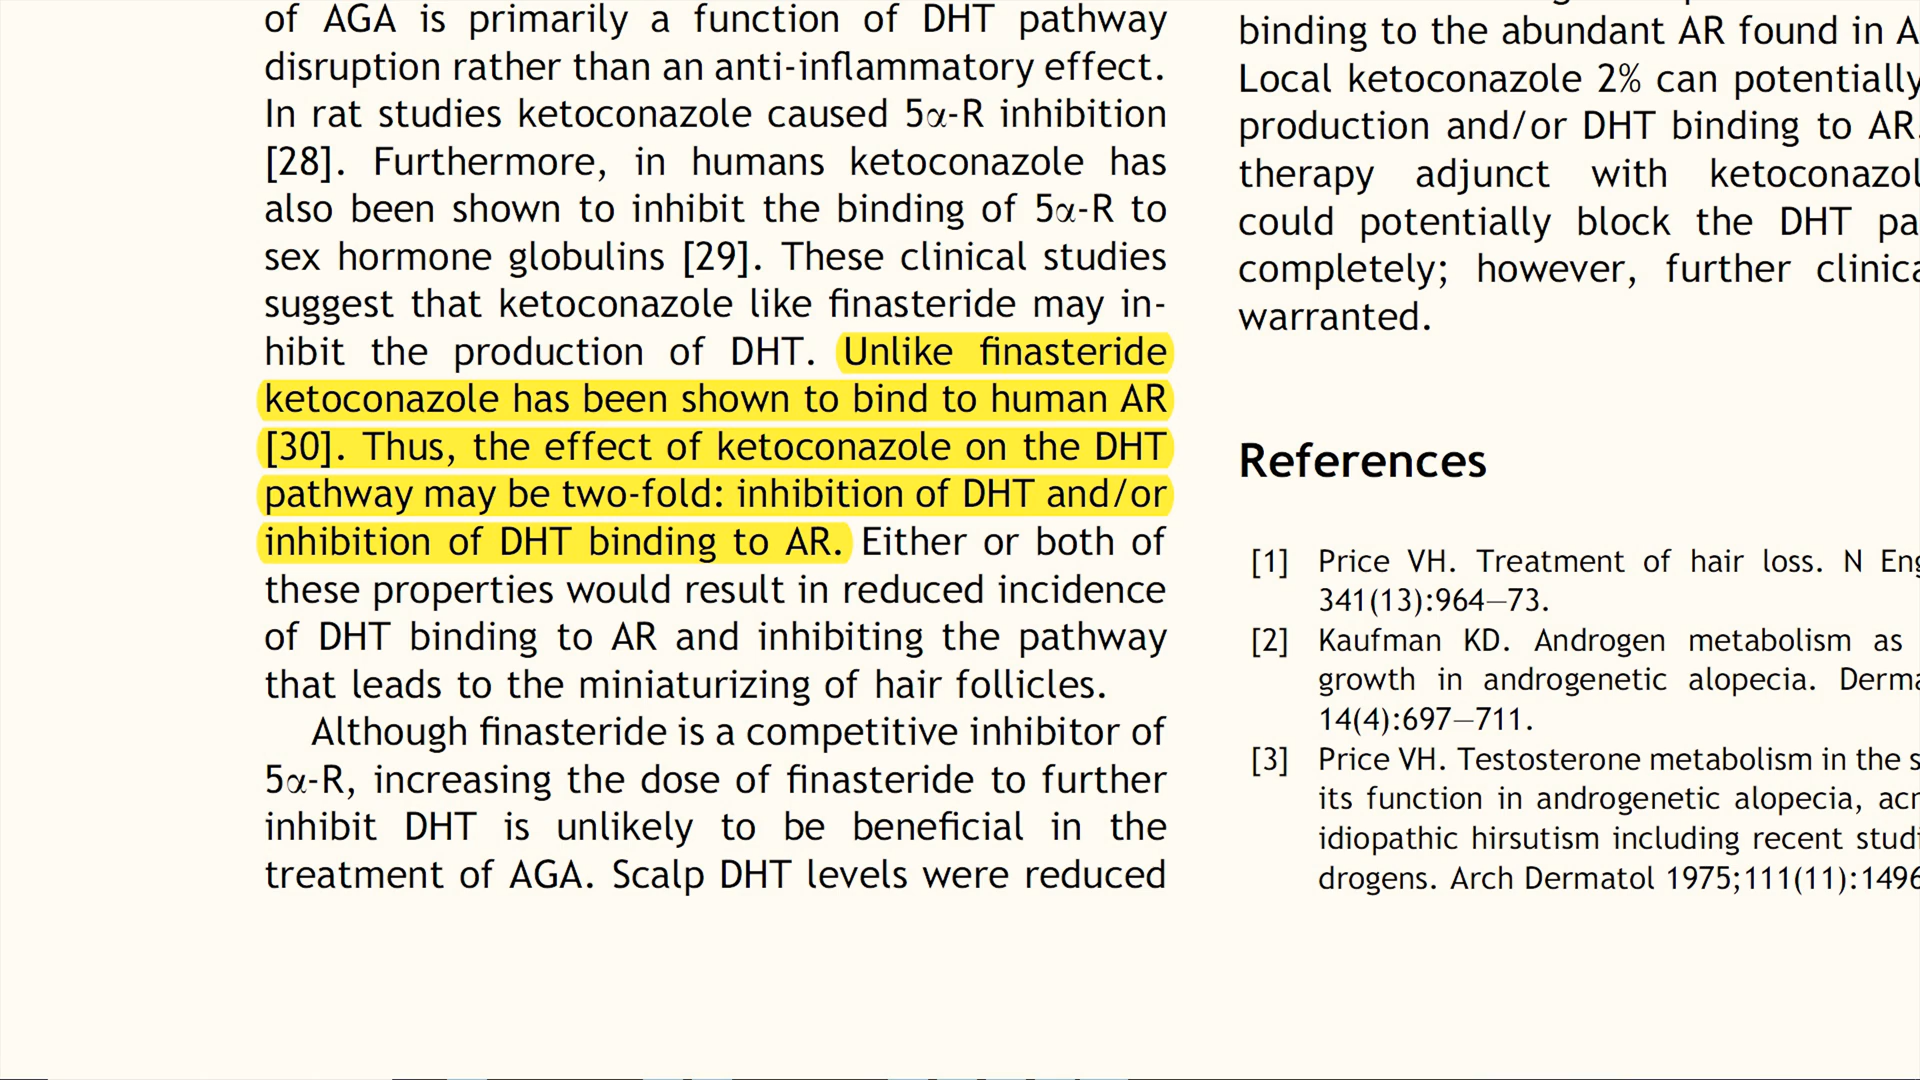 of AGA is primarily a function of DHT pathway
disruption rather than an anti-inflammatory effect.
In rat studies ketoconazole caused 5α-R inhibition
[28]. Furthermore, in humans ketoconazole has
also been shown to inhibit the binding of 5α-R to
sex hormone globulins [29]. These clinical studies
suggest that ketoconazole like finasteride may in-
hibit the production of DHT. Unlike finasteride
ketoconazole has been shown to bind to human AR
[30]. Thus, the effect of ketoconazole on the DHT
pathway may be two-fold: inhibition of DHT and/or
inhibition of DHT binding to AR. Either or both of
these properties would result in reduced incidence
of DHT binding to AR and inhibiting the pathway
that leads to the miniaturizing of hair follicles.
Although finasteride is a competitive inhibitor of
5α-R, increasing the dose of finasteride to further
inhibit DHT is unlikely to be beneficial in the
treatment of AGA. Scalp DHT levels were reduced
binding to the abundant AR found in A
Local ketoconazole 2% can potentially
production and/or DHT binding to AR.
therapy adjunct with ketoconazol
could potentially block the DHT pa
completely; however, further clinica
warranted.
References
[1] Price VH. Treatment of hair loss. N Eng
341(13):964–73.
[2] Kaufman KD. Androgen metabolism as
growth in androgenetic alopecia. Derma
14(4):697–711.
[3] Price VH. Testosterone metabolism in the s
its function in androgenetic alopecia, acn
idiopathic hirsutism including recent studi
drogens. Arch Dermatol 1975;111(11):1496